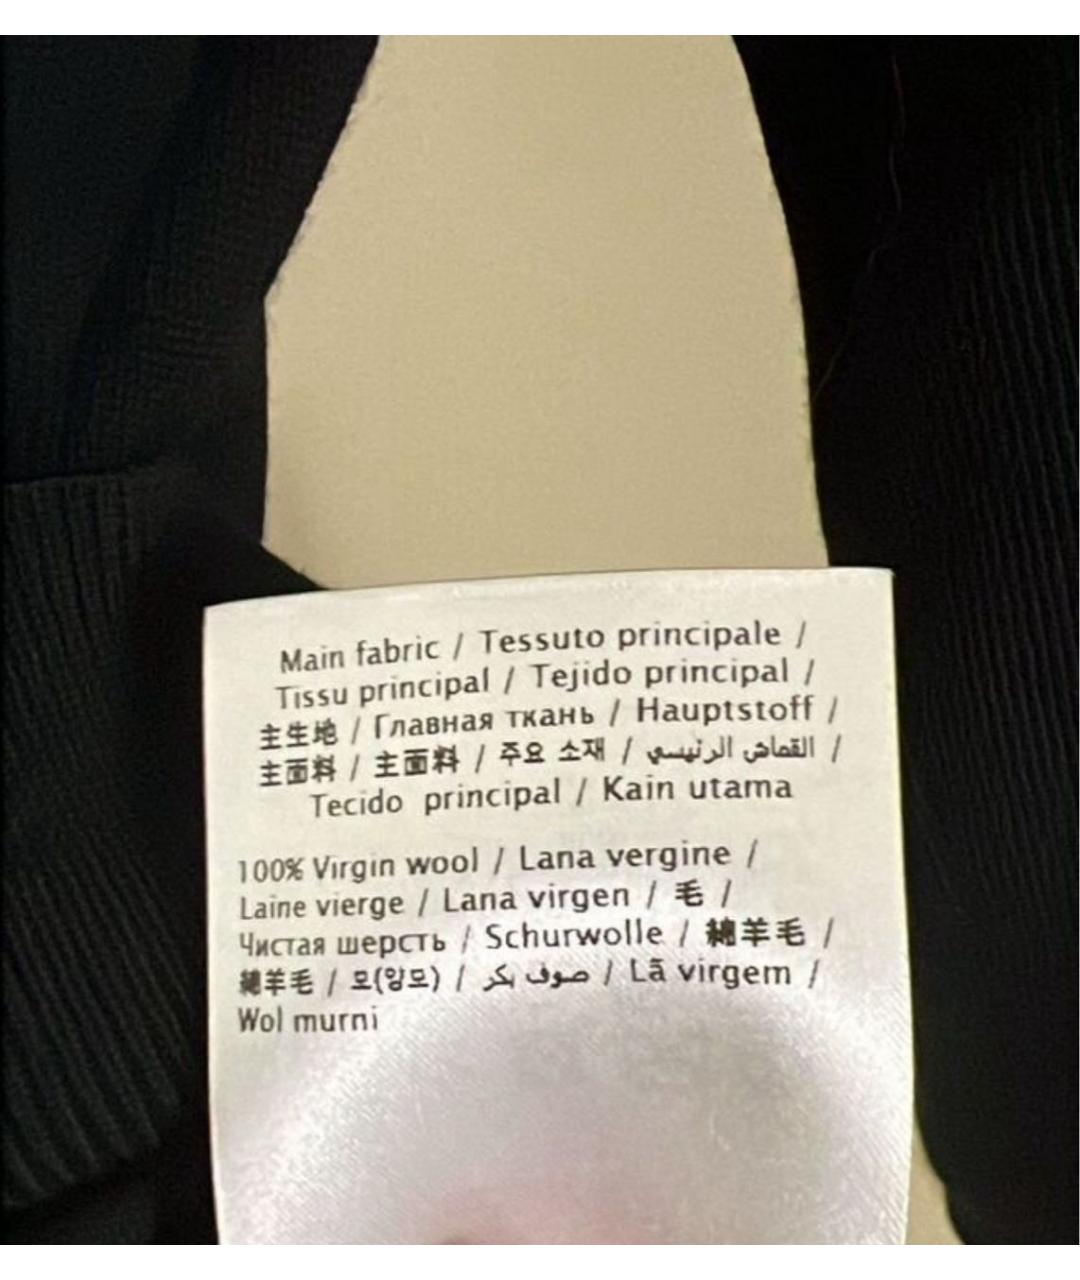 Main fabric / Tessuto principale /
Tissu principal / Tejido principal /
主生地 / Главная ткань / Hauptstoff /
主面料 / 主面料 / 주요 소재 / القماش الرئيسي /
Tecido principal / Kain utama
100% Virgin wool / Lana vergine /
Laine vierge / Lana virgen / 毛 /
Чистая шерсть / Schurwolle / 綿羊毛 /
綿羊毛 / 모(양모) / صوف بكر / Lã virgem /
Wol murni